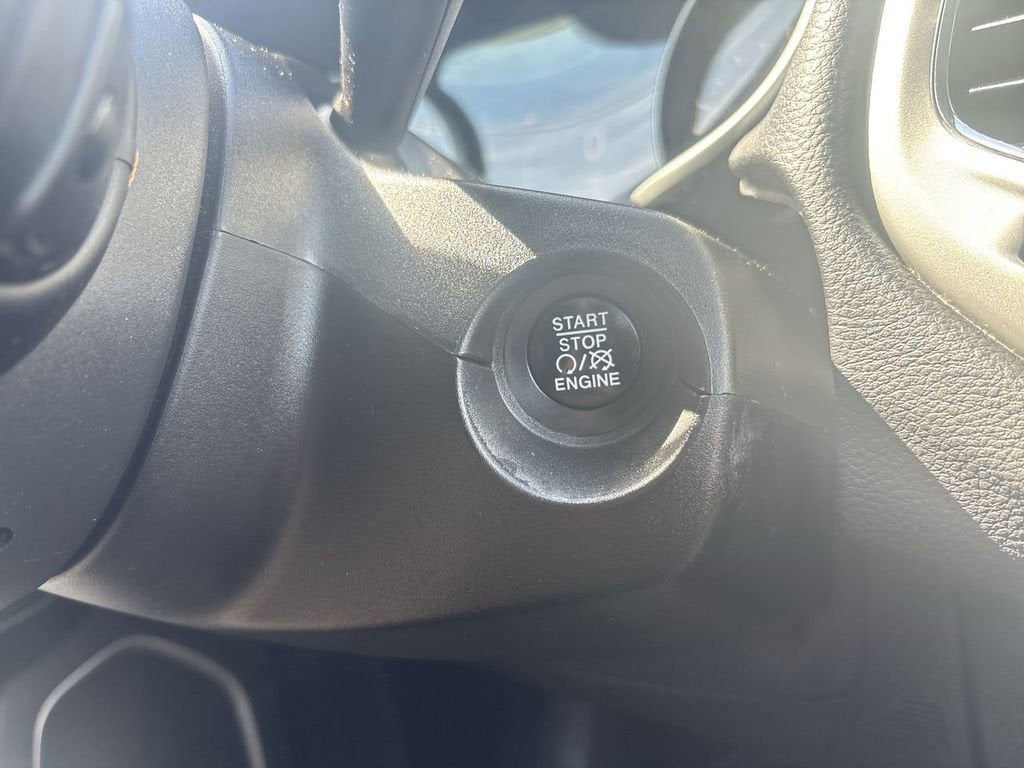 START
STOP
/
ENGINE